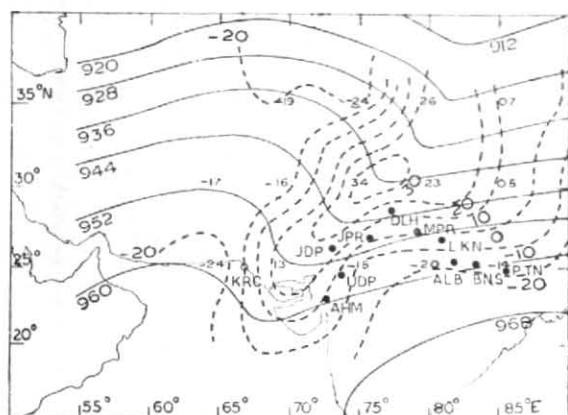 -20 912
920
928
35°N -19 -24 26 07
936
944
30° -17 -16 34 30 23 05
952 DLH 20 10
JDP JPR MPR 0
25° 20 -24 13 -15 LKN -10
KRC UDP -20 ALB BNS PTN
960 -20
AHM
20° 968
55° 60° 65° 70° 75° 80° 85°E